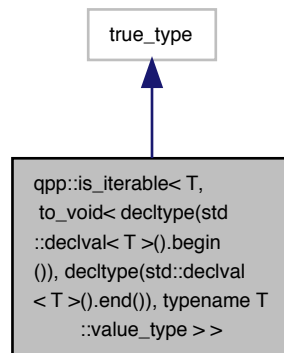 true_type
qpp::is_iterable< T,
to_void< decltype(std
::declval< T >().begin
()), decltype(std::declval
< T >().end()), typename T
::value_type > >